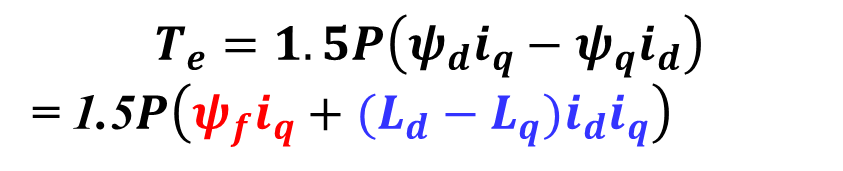 Tₑ = 1.5P(ψ_d i_q − ψ_q i_d)
= 1.5P(ψ_f i_q + (L_d − L_q)i_d i_q)